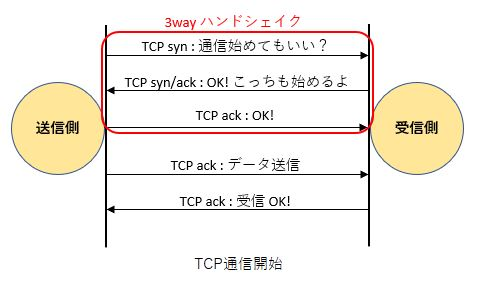 3way ハンドシェイク
TCP syn : 通信始めてもいい？
TCP syn/ack : OK! こっちも始めるよ
TCP ack : OK!
送信側
受信側
TCP ack : データ送信
TCP ack : 受信 OK!
TCP通信開始